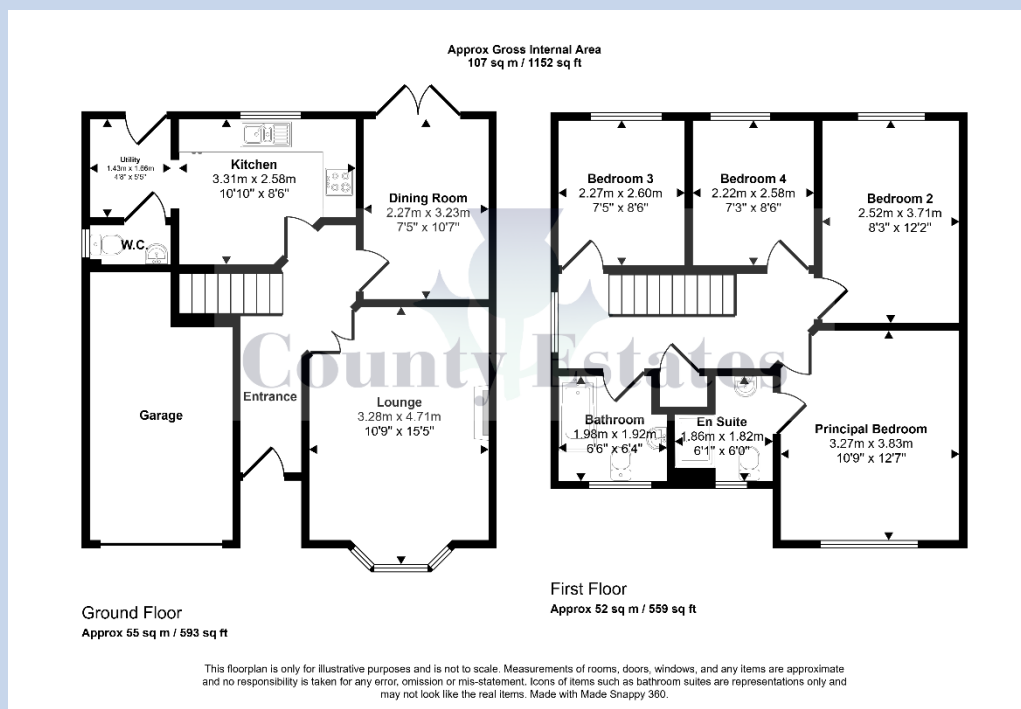 Approx Gross Internal Area
107 sq m / 1152 sq ft
Utility
1.43m x 1.66m
4'8" x 5'5"
Kitchen
3.31m x 2.58m
10'10" x 8'6"
Dining Room
2.27m x 3.23m
7'5" x 10'7"
W.C.
Garage
Entrance
Lounge
3.28m x 4.71m
10'9" x 15'5"
Bedroom 3
2.27m x 2.60m
7'5" x 8'6"
Bedroom 4
2.22m x 2.58m
7'3" x 8'6"
Bedroom 2
2.52m x 3.71m
8'3" x 12'2"
Bathroom
1.98m x 1.92m
6'6" x 6'4"
En Suite
1.86m x 1.82m
6'1" x 6'0"
Principal Bedroom
3.27m x 3.83m
10'9" x 12'7"
County Estates
Ground Floor
Approx 55 sq m / 593 sq ft
First Floor
Approx 52 sq m / 559 sq ft
This floorplan is only for illustrative purposes and is not to scale. Measurements of rooms, doors, windows, and any items are approximate
and no responsibility is taken for any error, omission or mis-statement. Icons of items such as bathroom suites are representations only and
may not look like the real items. Made with Made Snappy 360.